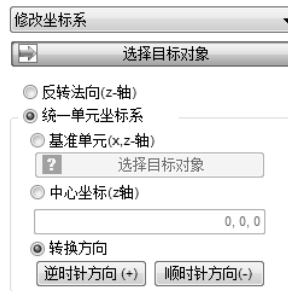 修改坐标系
选择目标对象
反转法向(z-轴)
统一单元坐标系
基准单元(x,z-轴)
? 选择目标对象
中心坐标(z轴)
0, 0, 0
转换方向
逆时针方向 (+) 顺时针方向(-)